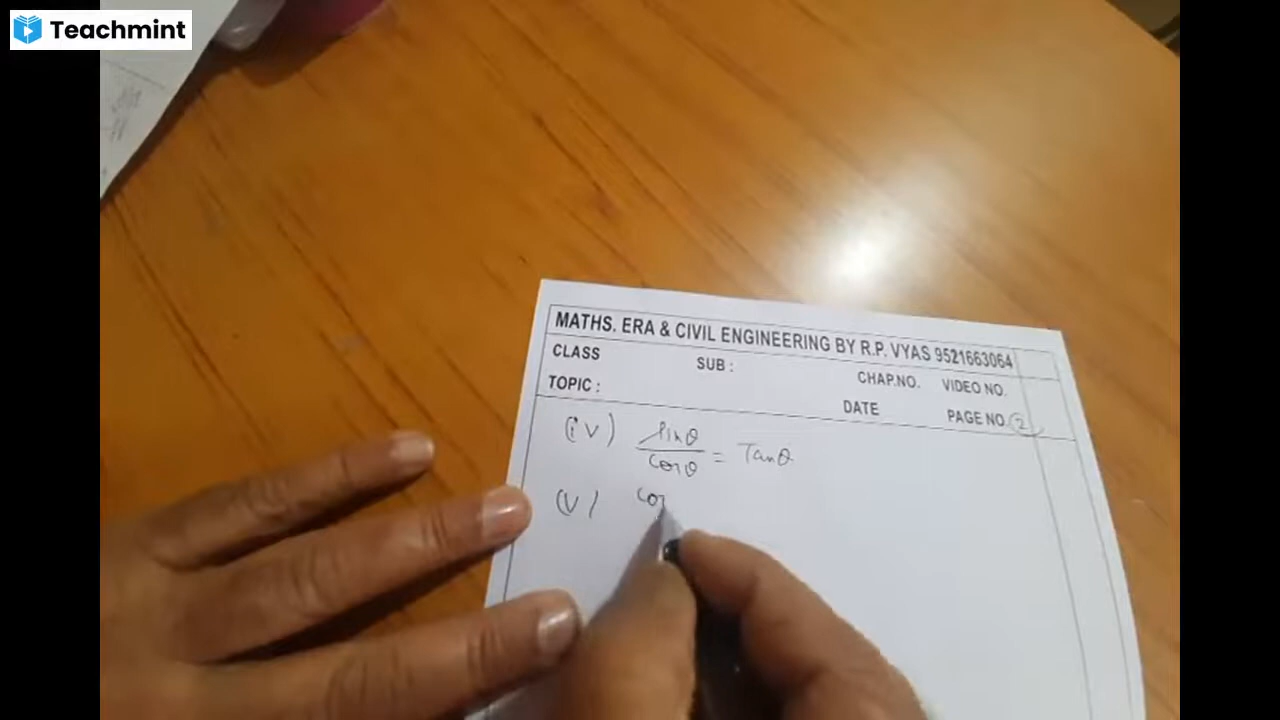 Teachmint
MATHS. ERA & CIVIL ENGINEERING BY R.P. VYAS 9521663064
CLASS SUB : CHAP.NO. VIDEO NO.
TOPIC : DATE PAGE NO. 2
(iv) sinθ / cosθ = Tanθ
(v) cos